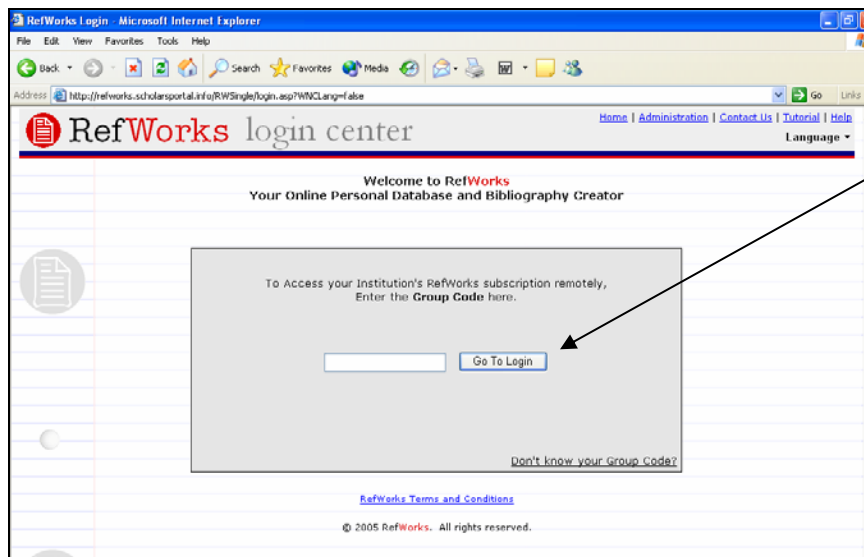 RefWorks Login - Microsoft Internet Explorer
File Edit View Favorites Tools Help
Back Search Favorites Media
Address http://refworks.scholarsportal.info/RWSingle/login.asp?WNCLang=false Go Links
RefWorks login center
Home | Administration | Contact Us | Tutorial | Help
Language
Welcome to RefWorks
Your Online Personal Database and Bibliography Creator
To Access your Institution's RefWorks subscription remotely,
Enter the Group Code here.
Go To Login
Don't know your Group Code?
RefWorks Terms and Conditions
© 2005 RefWorks. All rights reserved.